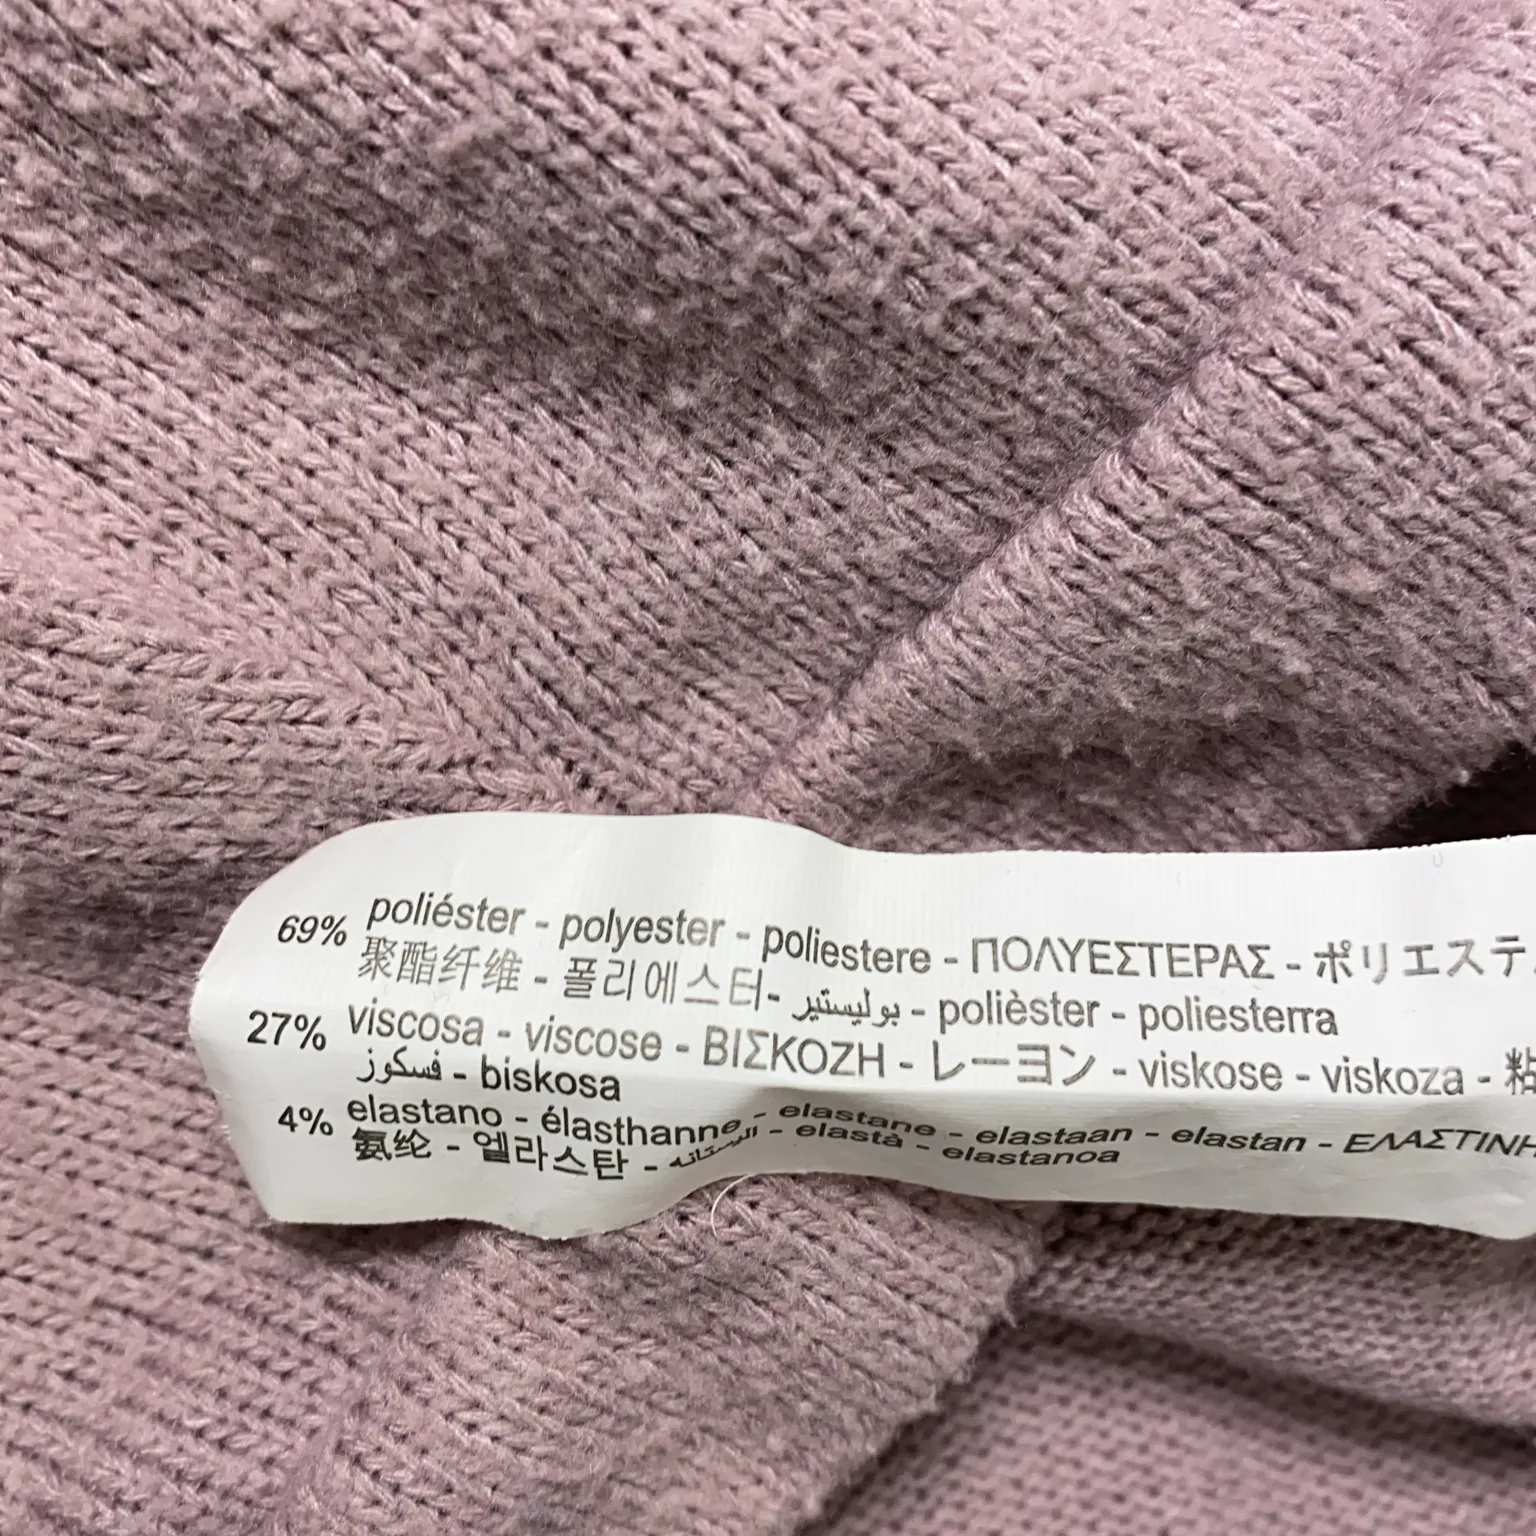 69% poliéster - polyester - poliestere - ΠΟΛΥΕΣΤΕΡΑΣ - ポリエステ
聚酯纤维 - 폴리에스터- بوليستير - polièster - poliesterra
27% viscosa - viscose - ΒΙΣΚΟΖΗ - レーヨン - viskose - viskoza - 粘
فسكوز - biskosa
4% elastano - élasthanne - elastane - elastaan - elastan - ΕΛΑΣΤΙΝΗ
氨纶 - 엘라스탄 - - elastà - elastanoa